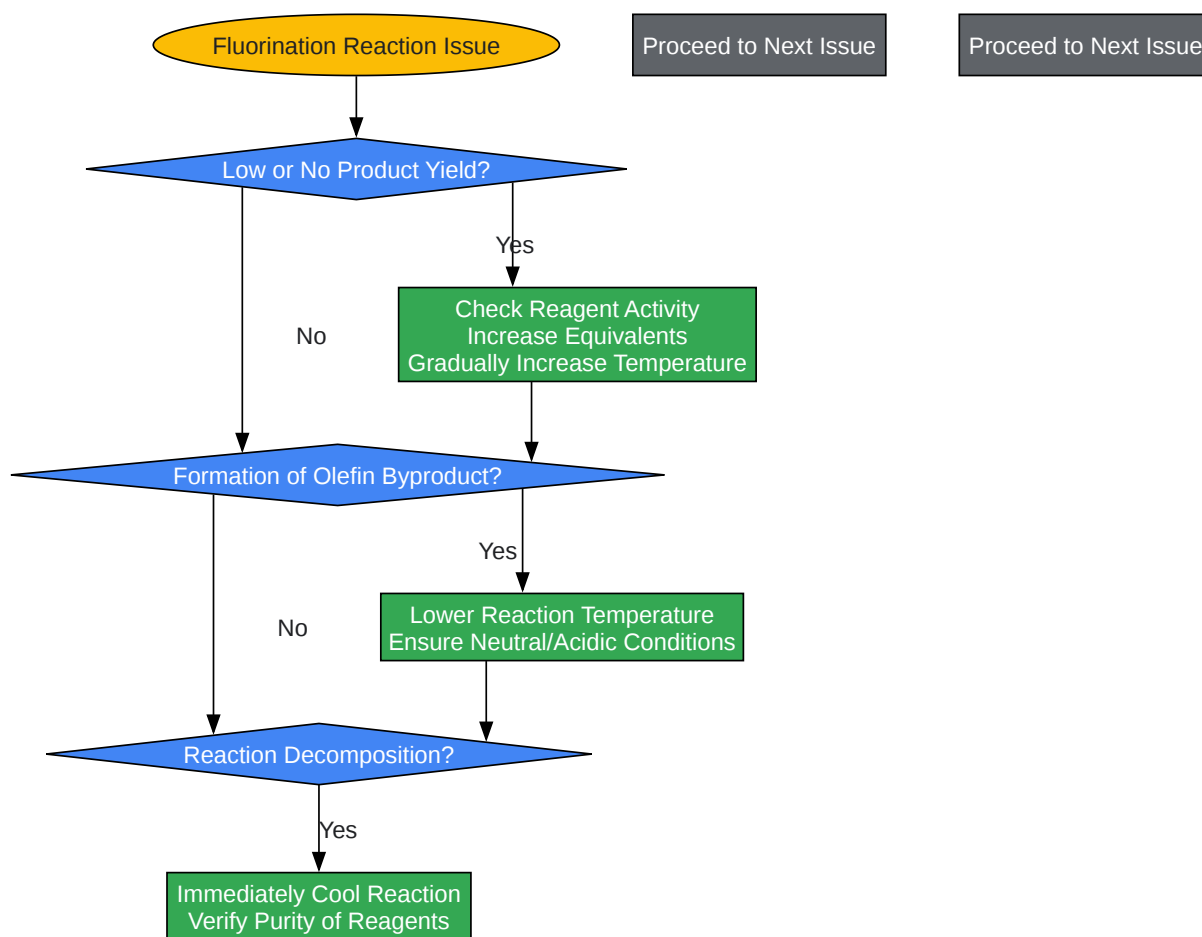 Fluorination Reaction Issue
Proceed to Next Issue
Proceed to Next Issue
Low or No Product Yield?
Yes
Check Reagent Activity
Increase Equivalents
Gradually Increase Temperature
No
Formation of Olefin Byproduct?
Yes
Lower Reaction Temperature
Ensure Neutral/Acidic Conditions
No
Reaction Decomposition?
Yes
Immediately Cool Reaction
Verify Purity of Reagents